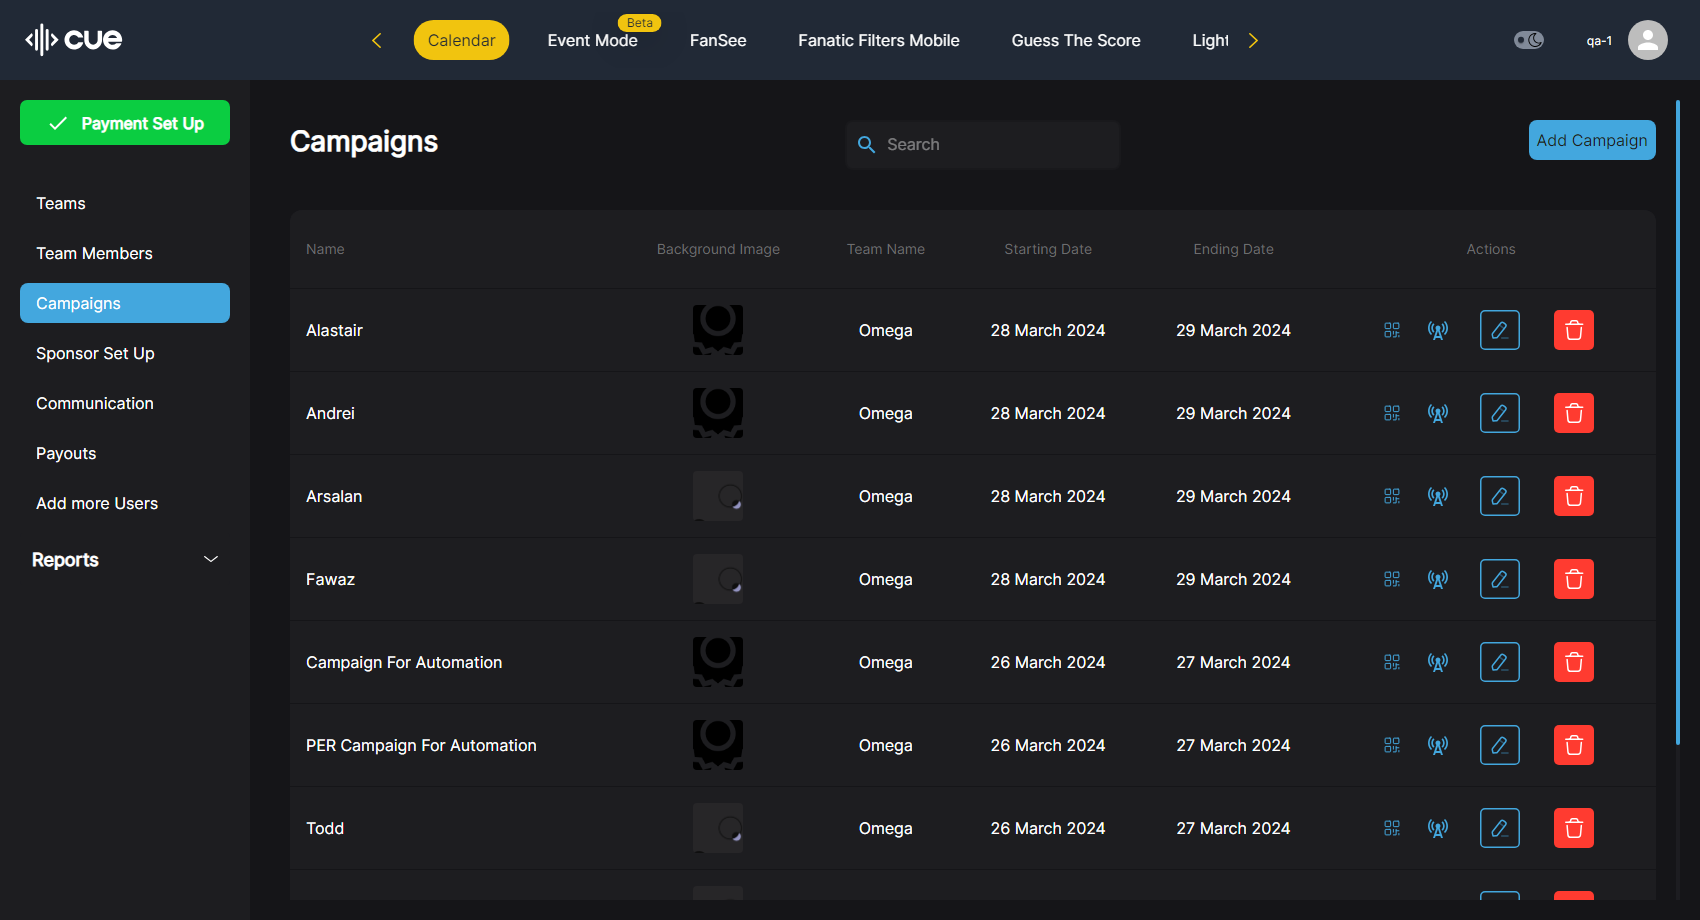 cue
Calendar
Event Mode
Beta
FanSee
Fanatic Filters Mobile
Guess The Score
Light
qa-1
Payment Set Up
Teams
Team Members
Campaigns
Sponsor Set Up
Communication
Payouts
Add more Users
Reports
Campaigns
Search
Add Campaign
Name Background Image Team Name Starting Date Ending Date Actions
Alastair Omega 28 March 2024 29 March 2024
Andrei Omega 28 March 2024 29 March 2024
Arsalan Omega 28 March 2024 29 March 2024
Fawaz Omega 28 March 2024 29 March 2024
Campaign For Automation Omega 26 March 2024 27 March 2024
PER Campaign For Automation Omega 26 March 2024 27 March 2024
Todd Omega 26 March 2024 27 March 2024